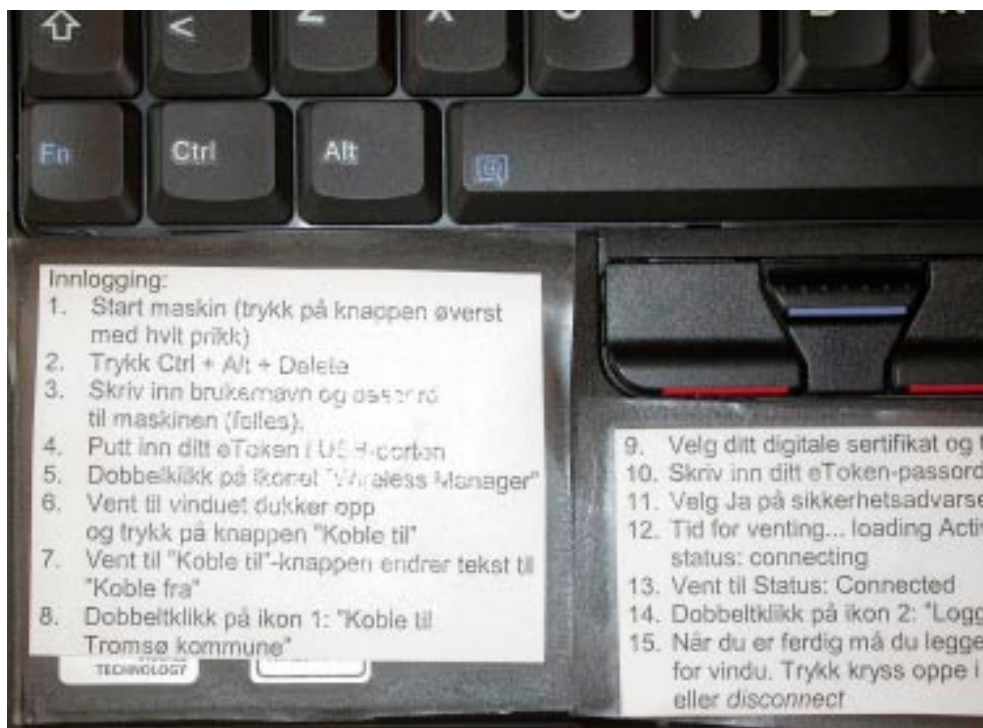 <
Z
X
C
V
B
N
Fn
Ctrl
Alt
Innlogging:
1. Start maskin (trykk på knappen øverst
med hvit prikk)
2. Trykk Ctrl + Alt + Delete
3. Skriv inn brukernavn og passord
til maskinen (felles).
4. Putt inn ditt eToken i USB-porten
5. Dobbelklikk på ikonet "Wireless Manager"
6. Vent til vinduet dukker opp
og trykk på knappen "Koble til"
7. Vent til "Koble til"-knappen endrer tekst til
"Koble fra"
8. Dobbeltklikk på ikon 1: "Koble til
Tromsø kommune"
TECHNOLOGY
9. Velg ditt digitale sertifikat og t
10. Skriv inn ditt eToken-passord
11. Velg Ja på sikkerhetsadvarse
12. Tid for venting... loading Activ
status: connecting
13. Vent til Status: Connected
14. Dobbeltklikk på ikon 2: "Logg
15. Når du er ferdig må du legge
for vindu. Trykk kryss oppe i
eller disconnect